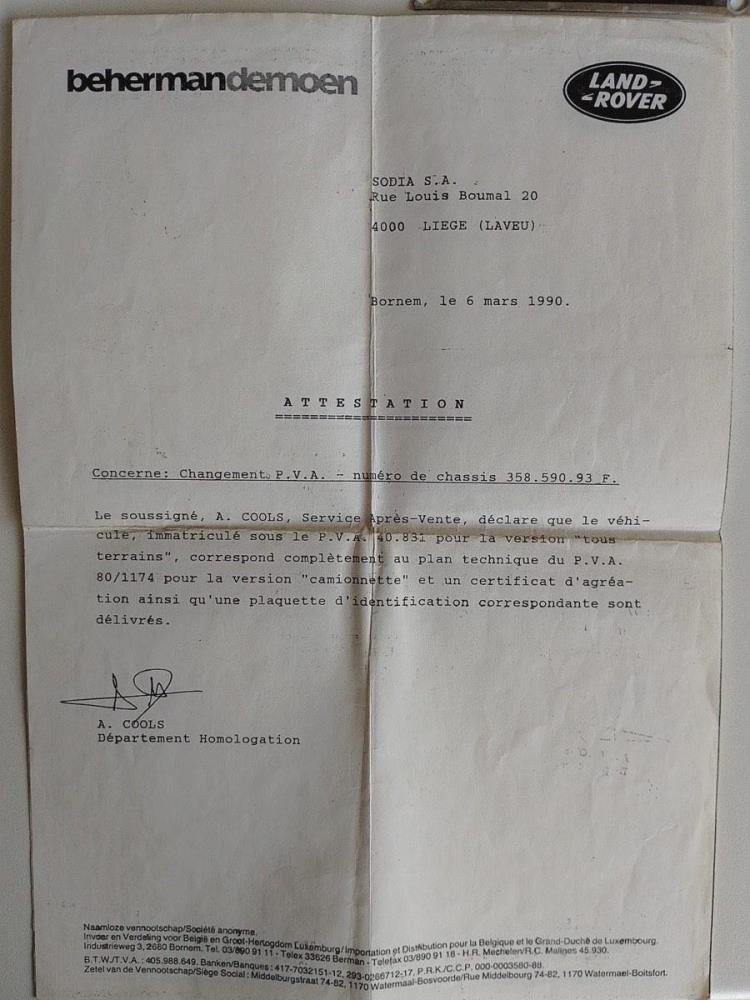 behermandemoen
LAND-
-ROVER
SODIA S.A.
Rue Louis Boumal 20
4000 LIEGE (LAVEU)
Bornem, le 6 mars 1990.
A T T E S T A T I O N
======================
Concerne: Changement P.V.A. - numéro de chassis 358.590.93 F.
Le soussigné, A. COOLS, Service Après-Vente, déclare que le véhi-
cule, immatriculé sous le P.V.A. 40.831 pour la version "tous
terrains", correspond complètement au plan technique du P.V.A.
80/1174 pour la version "camionnette" et un certificat d'agréa-
tion ainsi qu'une plaquette d'identification correspondante sont
délivrés.
A. COOLS
Département Homologation
Naamloze vennootschap/Société anonyme.
Invoer en Verdeling voor België en Groot-Hertogdom Luxemburg/Importation et Distribution pour la Belgique et le Grand-Duché de Luxembourg.
Industrieweg 3, 2680 Bornem. Tel. 03/890 91 11 - Telex 33626 Berman - Telefax 03/890 91 18 - H.R. Mechelen/R.C. Malines 45.930.
B.T.W./T.V.A.: 405.988.649. Banken/Banques: 417-7032151-12, 293-0266712-17, P.R.K./C.C.P. 000-0003580-88.
Zetel van de Vennootschap/Siège Social: Middelburgstraat 74-82, 1170 Watermaal-Bosvoorde/Rue Middelbourg 74-82, 1170 Watermael-Boitsfort.